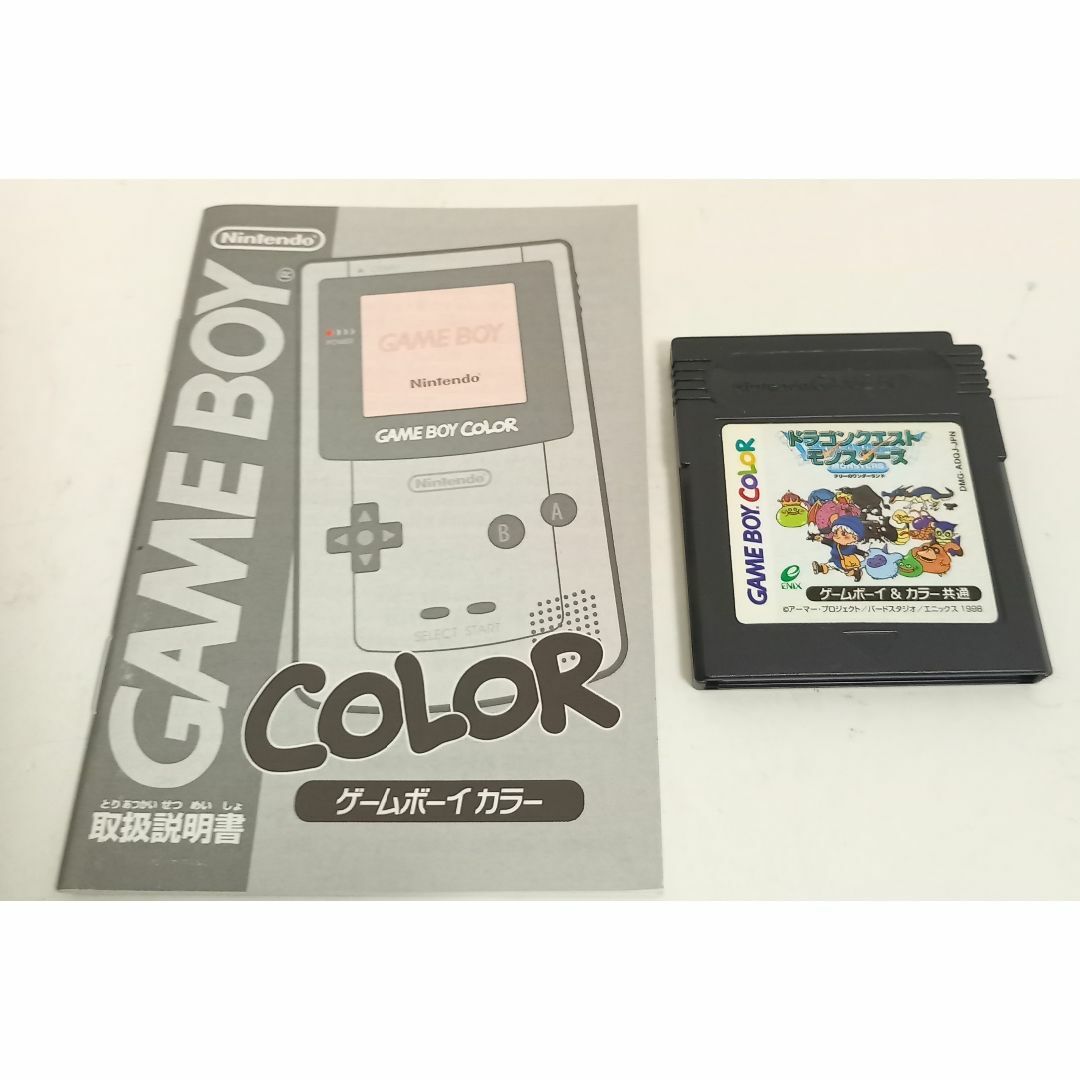 Nintendo
GAME BOY®
POWER
GAME BOY
Nintendo
GAME BOY COLOR
Nintendo
B
A
SELECT START
COLOR
ゲームボーイ カラー
とりあつかい せつ めい しょ
取扱説明書
GAME BOY COLOR
ドラゴンクエスト
モンスターズ
テリーのワンダーランド
DMG-ADQJ-JPN
ENIX
ゲームボーイ & カラー 共通
©アーマー・プロジェクト/バードスタジオ/エニックス 1998